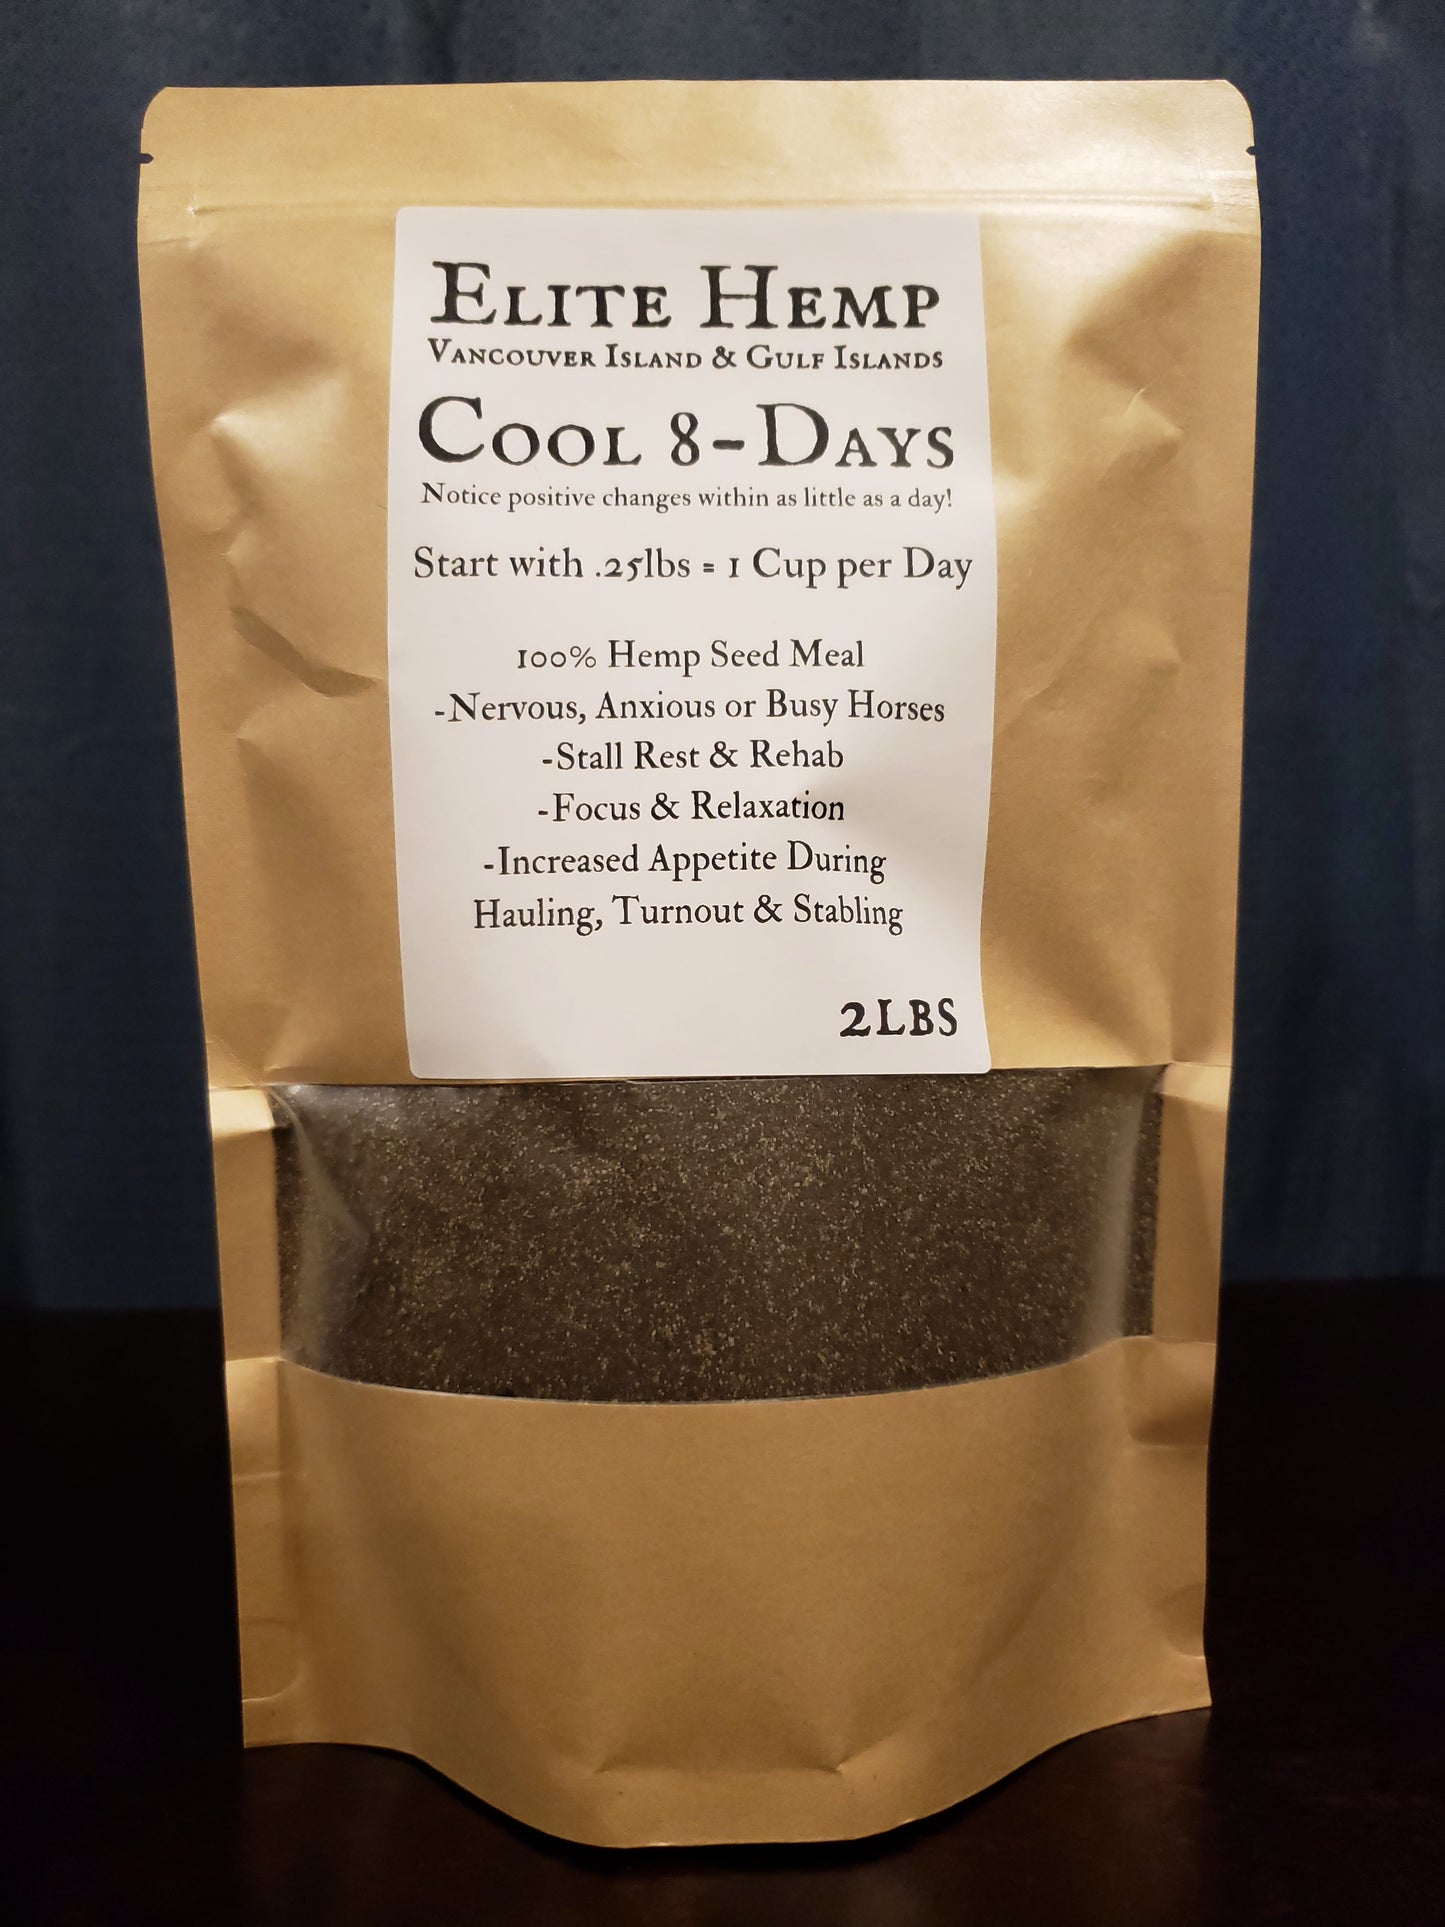 Elite Hemp
Vancouver Island & Gulf Islands
Cool 8-Days
Notice positive changes within as little as a day!
Start with .25lbs = 1 Cup per Day
100% Hemp Seed Meal
-Nervous, Anxious or Busy Horses
-Stall Rest & Rehab
-Focus & Relaxation
-Increased Appetite During
Hauling, Turnout & Stabling
2LBS